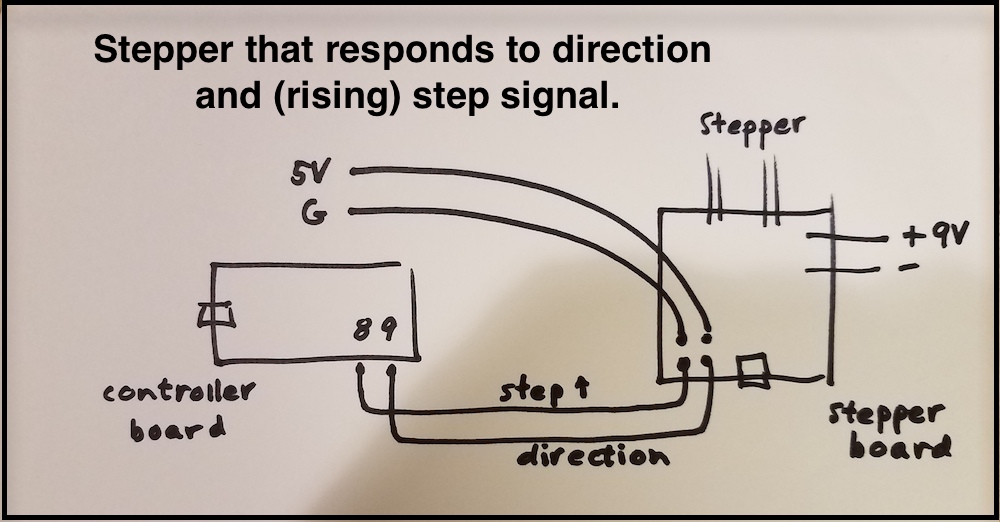 Stepper that responds to direction
and (rising) step signal.
stepper
5V
G
+9V
-
8 9
controller
board
step ↑
direction
stepper
board